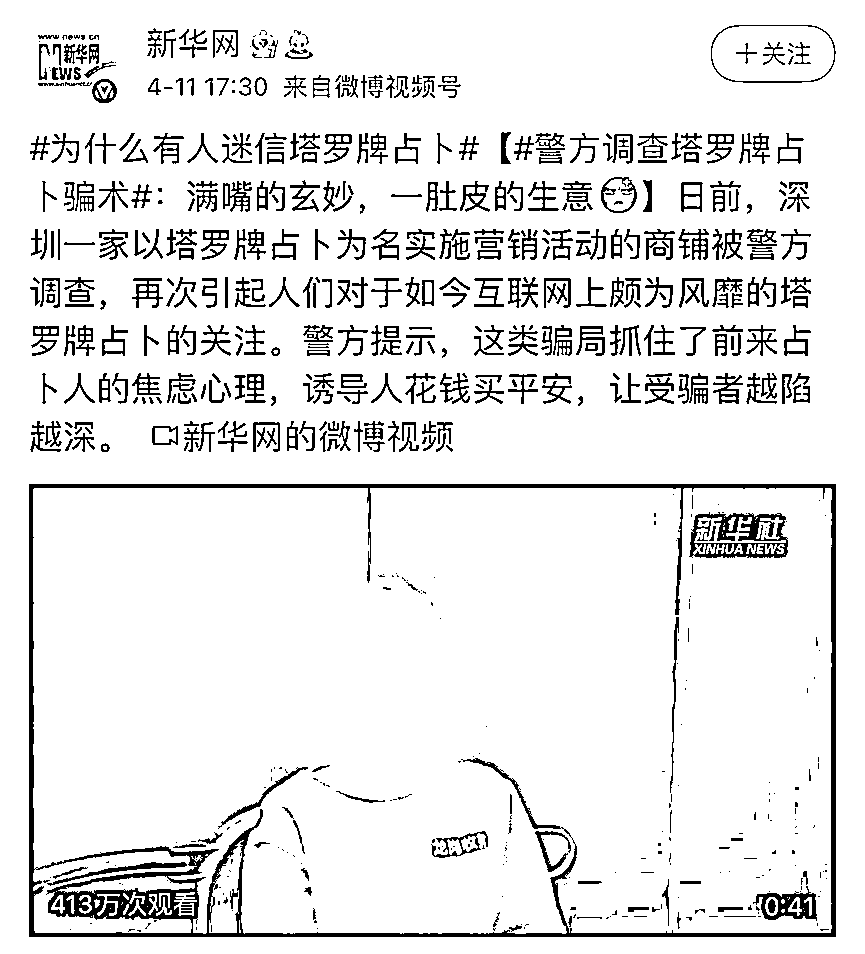 www.news.cn
新华网
NEWS
新华网
+关注
4-11 17:30 来自微博视频号
#为什么有人迷信塔罗牌占卜#【#警方调查塔罗牌占
卜骗术#：满嘴的玄妙，一肚皮的生意】日前，深
圳一家以塔罗牌占卜为名实施营销活动的商铺被警方
调查，再次引起人们对于如今互联网上颇为风靡的塔
罗牌占卜的关注。警方提示，这类骗局抓住了前来占
卜人的焦虑心理，诱导人花钱买平安，让受骗者越陷
越深。 新华网的微博视频
新华社
XINHUA NEWS
413万次观看
0:41